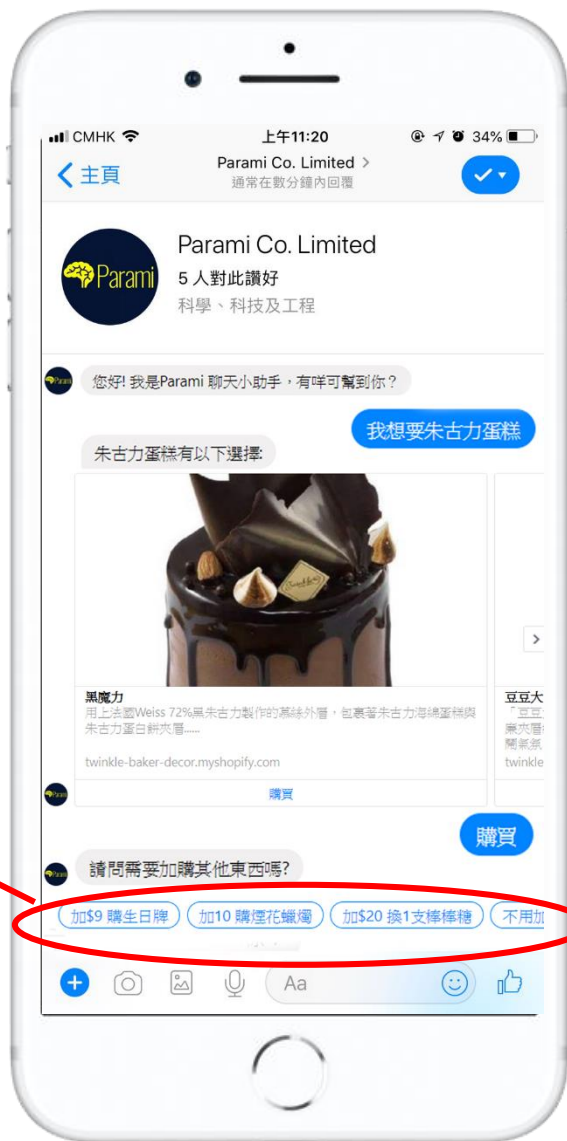 CMHK
上午11:20
34%
主頁
Parami Co. Limited >
通常在數分鐘內回覆
Parami
Parami Co. Limited
5 人對此讚好
科學、科技及工程
您好! 我是Parami 聊天小助手，有咩可幫到你？
我想要朱古力蛋糕
朱古力蛋糕有以下選擇:
黑魔力
用上法國Weiss 72%黑朱古力製作的慕絲外層，包裹著朱古力海綿蛋糕與
朱古力蛋白餅夾層......
twinkle-baker-decor.myshopify.com
購買
豆豆大
「豆豆
twinkle
購買
請問需要加購其他東西嗎?
加$9 購生日牌
加10 購煙花蠟燭
加$20 換1支棒棒糖
不用加
Aa